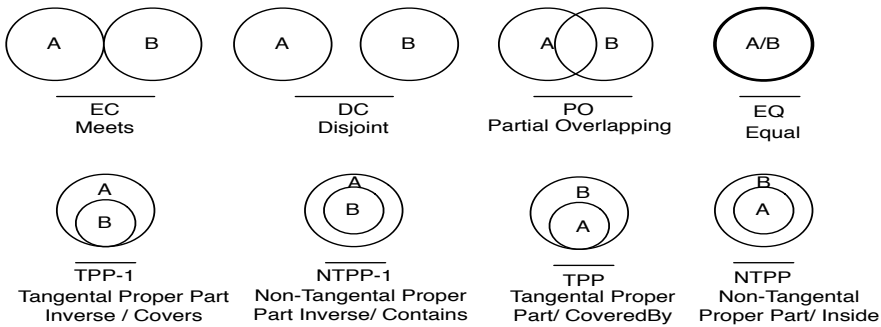 A B
EC
Meets
A B
DC
Disjoint
A B
PO
Partial Overlapping
A/B
EQ
Equal
A
B
TPP-1
Tangental Proper Part
Inverse / Covers
A
B
NTPP-1
Non-Tangental Proper
Part Inverse/ Contains
B
A
TPP
Tangental Proper
Part/ CoveredBy
B
A
NTPP
Non-Tangental
Proper Part/ Inside